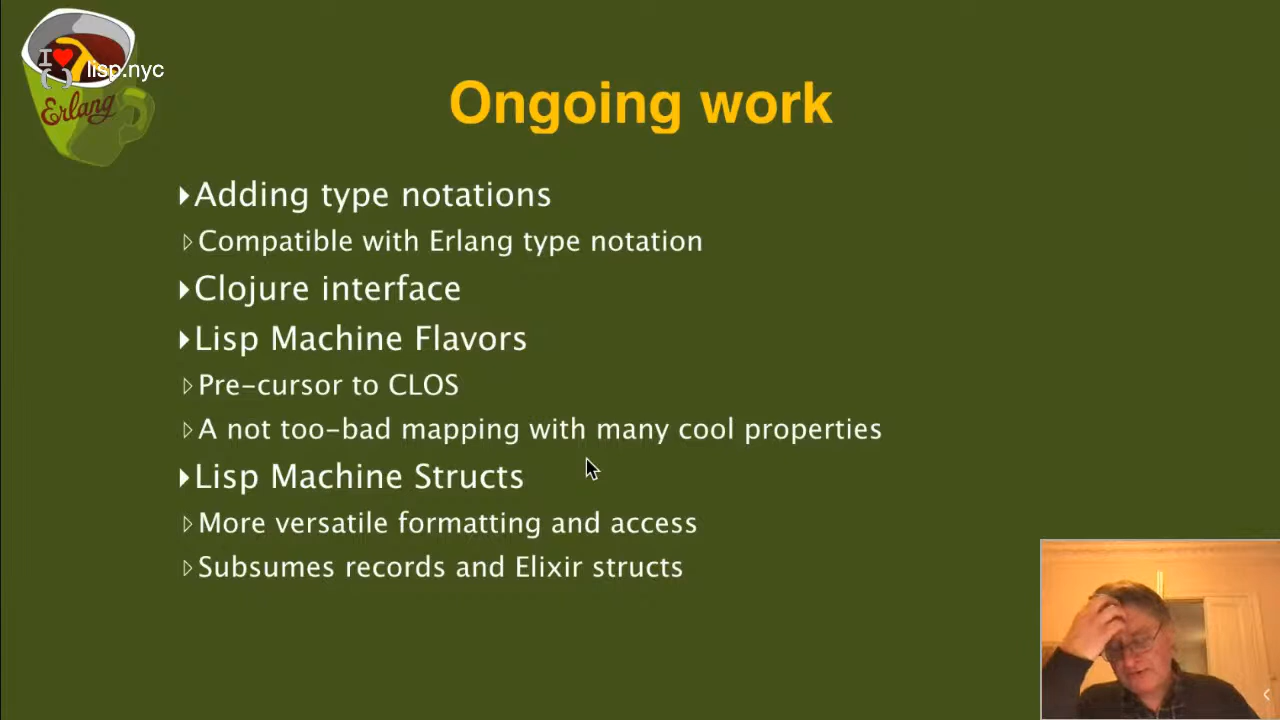 I
lisp.nyc
( )
Erlang
Ongoing work
Adding type notations
Compatible with Erlang type notation
Clojure interface
Lisp Machine Flavors
Pre-cursor to CLOS
A not too-bad mapping with many cool properties
Lisp Machine Structs
More versatile formatting and access
Subsumes records and Elixir structs